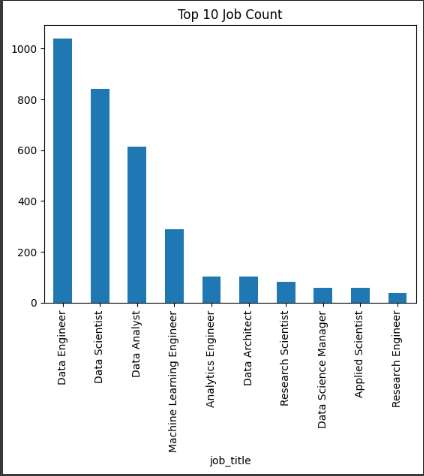 Top 10 Job Count
1000
800
600
400
200
0
Data Engineer
Data Scientist
Data Analyst
Machine Learning Engineer
Analytics Engineer
Data Architect
Research Scientist
Data Science Manager
Applied Scientist
Research Engineer
job_title